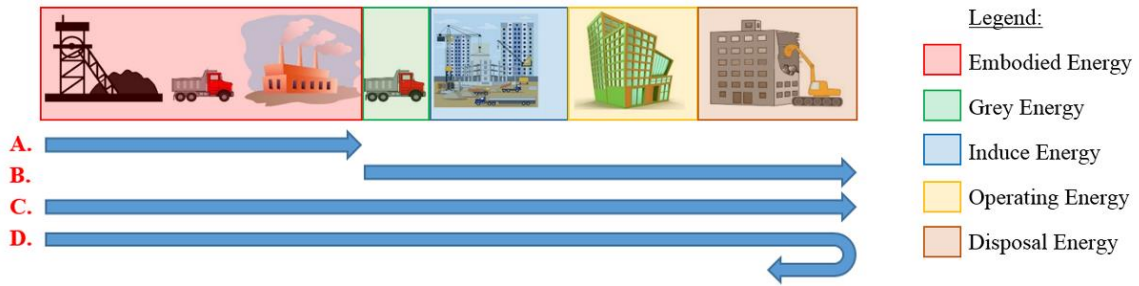 Legend:
Embodied Energy
Grey Energy
Induce Energy
Operating Energy
Disposal Energy
A.
B.
C.
D.